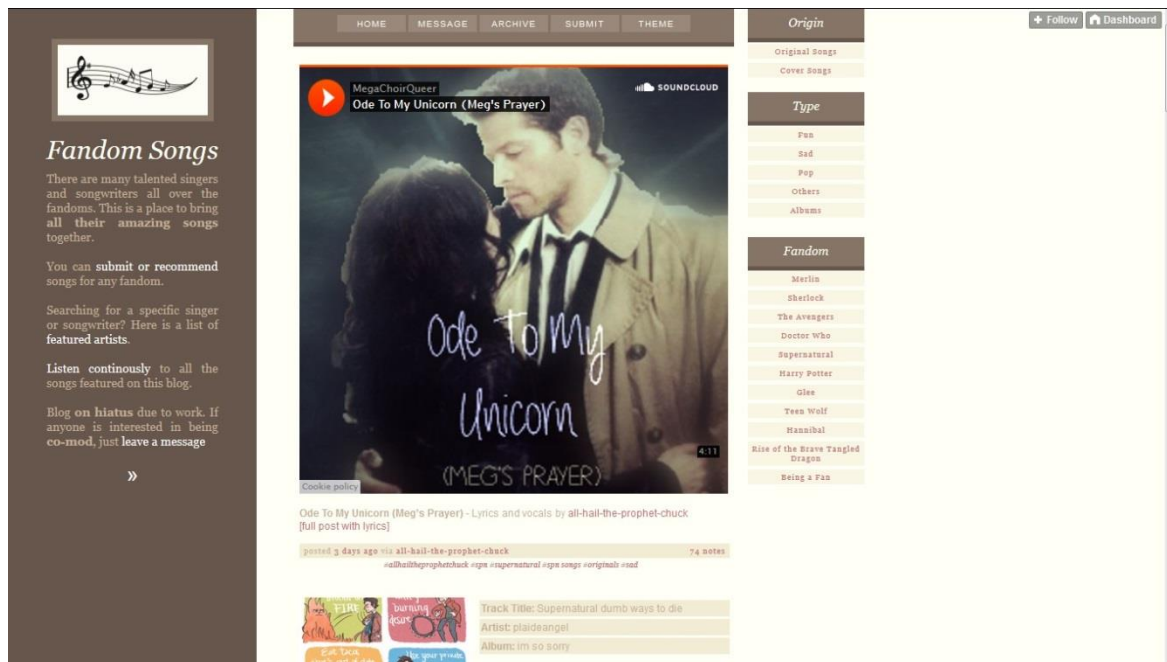 HOME
MESSAGE
ARCHIVE
SUBMIT
THEME
+ Follow
Dashboard
Fandom Songs
There are many talented singers
and songwriters all over the
fandoms. This is a place to bring
all their amazing songs
together.
You can submit or recommend
songs for any fandom.
Searching for a specific singer
or songwriter? Here is a list of
featured artists.
Listen continously to all the
songs featured on this blog.
Blog on hiatus due to work. If
anyone is interested in being
co-mod, just leave a message
»
MegaChoirQueer
Ode To My Unicorn (Meg's Prayer)
SOUNDCLOUD
Ode To My
Unicorn
(MEG'S PRAYER)
4:11
Cookie policy
Ode To My Unicorn (Meg's Prayer) - Lyrics and vocals by all-hail-the-prophet-chuck
[full post with lyrics]
posted 3 days ago via all-hail-the-prophet-chuck
74 notes
#allhailtheprophetchuck #spn #supernatural #spn songs #originals #sad
FIRE
burning
desire
Track Title: Supernatural dumb ways to die
Artist: plaideangel
Album: im so sorry
Origin
Original Songs
Cover Songs
Type
Fun
Sad
Pop
Others
Albums
Fandom
Merlin
Sherlock
The Avengers
Doctor Who
Supernatural
Harry Potter
Glee
Teen Wolf
Hannibal
Rise of the Brave Tangled
Dragon
Being a Fan